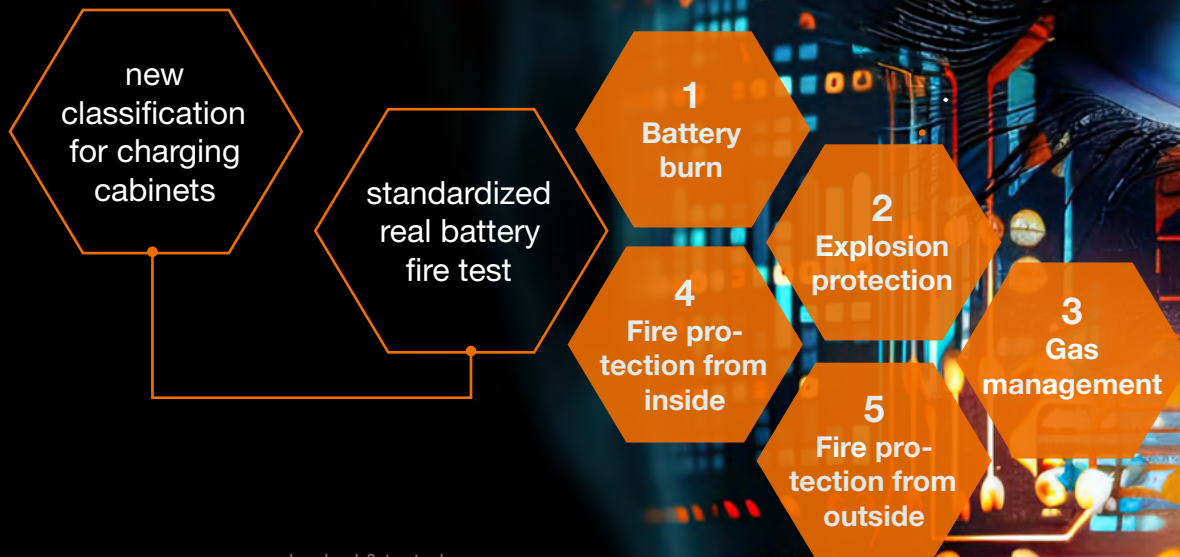 new
classification
for charging
cabinets
standardized
real battery
fire test
1
Battery
burn
2
Explosion
protection
3
Gas
management
4
Fire pro-
tection from
inside
5
Fire pro-
tection from
outside